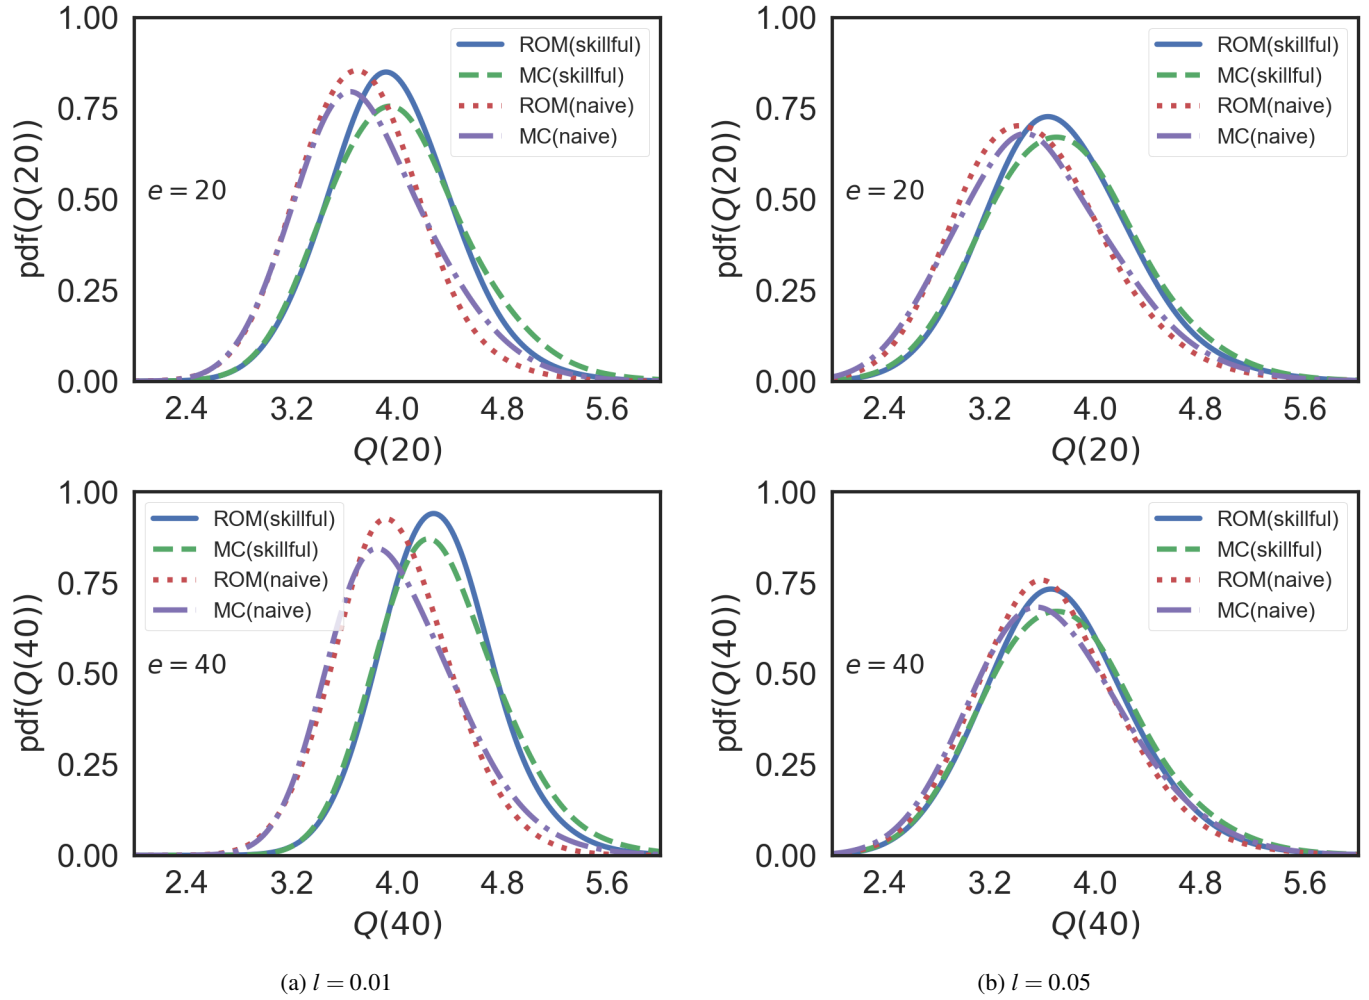 1.00
0.75
0.50
0.25
0.00
pdf(Q(20))
ROM(skillful)
MC(skillful)
ROM(naive)
MC(naive)
e = 20
2.4 3.2 4.0 4.8 5.6
Q(20)
1.00
0.75
0.50
0.25
0.00
pdf(Q(20))
ROM(skillful)
MC(skillful)
ROM(naive)
MC(naive)
e = 20
2.4 3.2 4.0 4.8 5.6
Q(20)
1.00
0.75
0.50
0.25
0.00
pdf(Q(40))
ROM(skillful)
MC(skillful)
ROM(naive)
MC(naive)
e = 40
2.4 3.2 4.0 4.8 5.6
Q(40)
(a) l = 0.01
1.00
0.75
0.50
0.25
0.00
pdf(Q(40))
ROM(skillful)
MC(skillful)
ROM(naive)
MC(naive)
e = 40
2.4 3.2 4.0 4.8 5.6
Q(40)
(b) l = 0.05